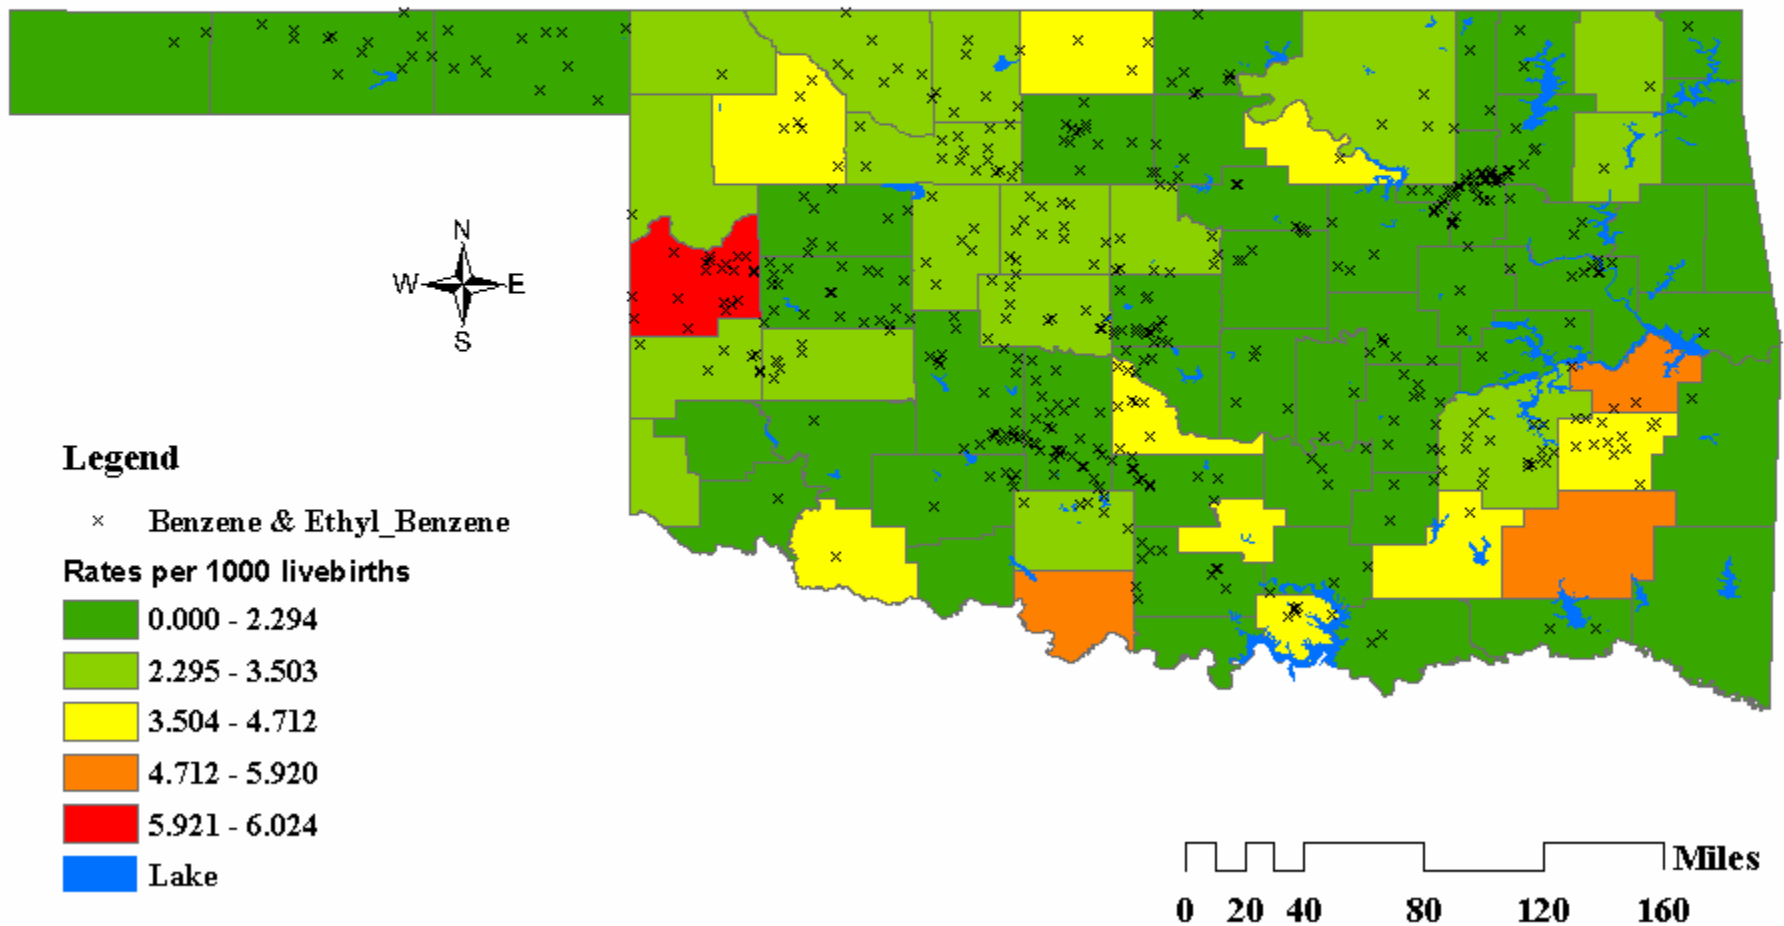 N
W E
S
Legend
× Benzene & Ethyl_Benzene
Rates per 1000 livebirths
0.000 - 2.294
2.295 - 3.503
3.504 - 4.712
4.712 - 5.920
5.921 - 6.024
Lake
Miles
0 20 40 80 120 160